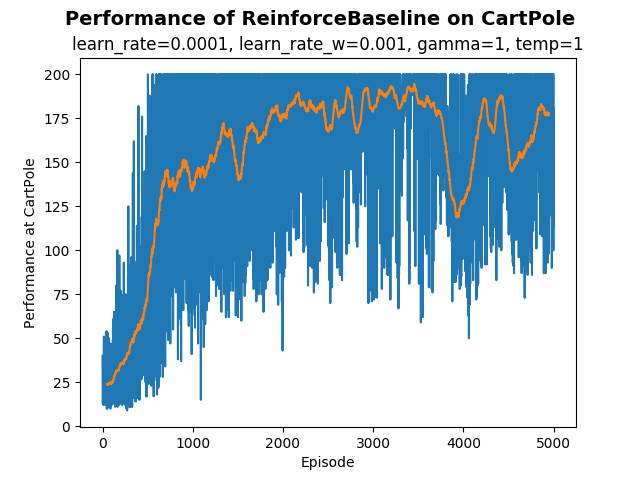 Performance of ReinforceBaseline on CartPole
learn_rate=0.0001, learn_rate_w=0.001, gamma=1, temp=1
Performance at CartPole
200
175
150
125
100
75
50
25
0
0 1000 2000 3000 4000 5000
Episode